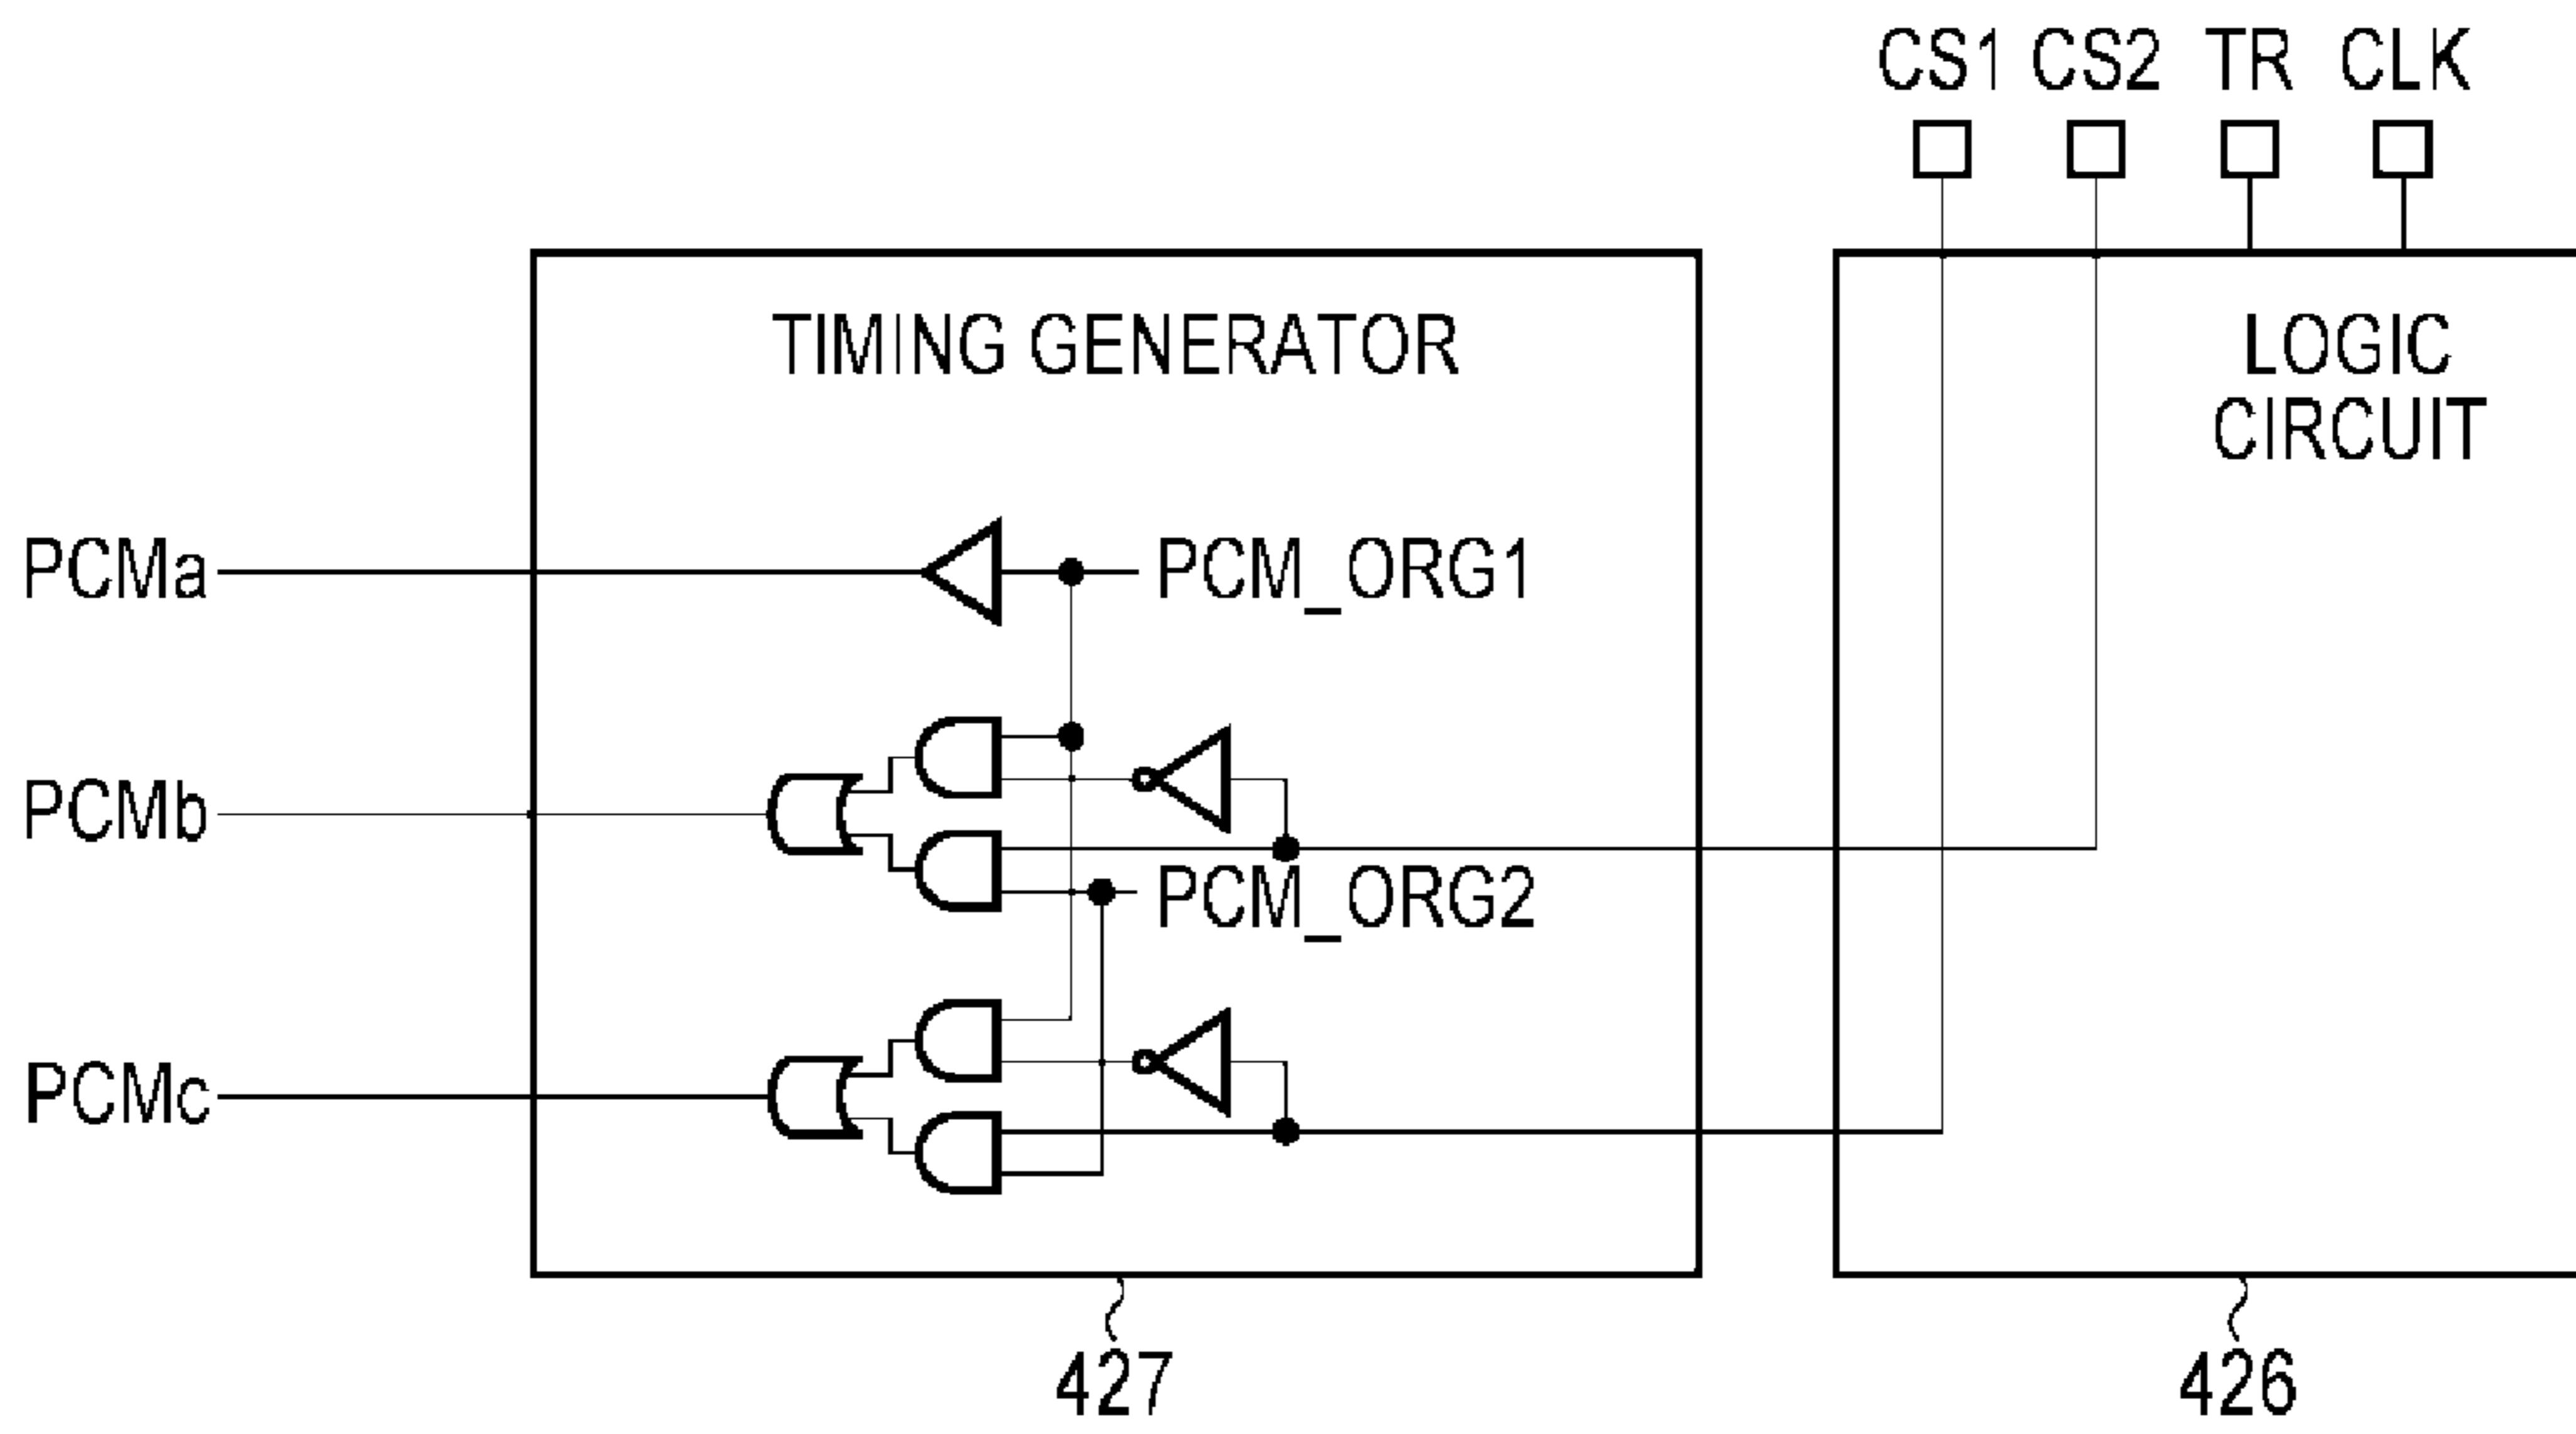 CS1 CS2 TR CLK
TIMING GENERATOR
LOGIC
CIRCUIT
PCMa
PCM_ORG1
PCMb
PCM_ORG2
PCMc
427
426